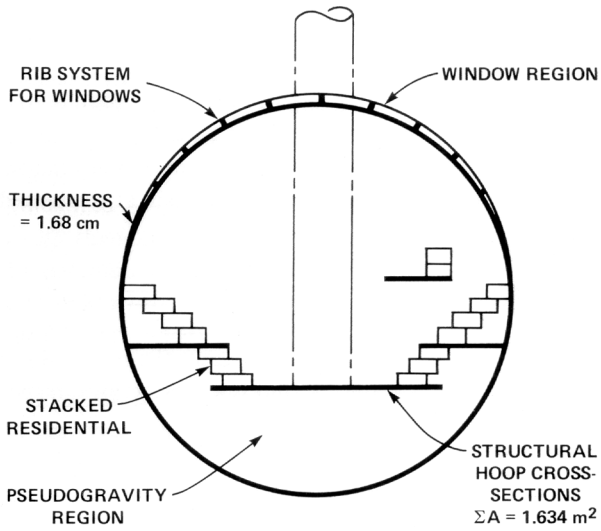 RIB SYSTEM
FOR WINDOWS
WINDOW REGION
THICKNESS
= 1.68 cm
STACKED
RESIDENTIAL
PSEUDOGRAVITY
REGION
STRUCTURAL
HOOP CROSS-
SECTIONS
ΣA = 1.634 m²